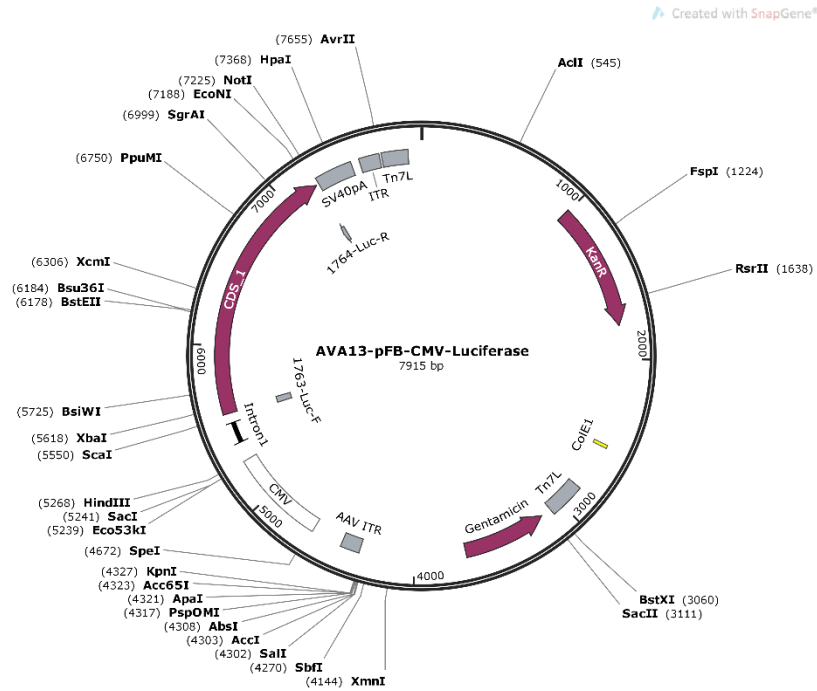 Created with SnapGene®
(7655) AvrII
(7368) HpaI
(7225) NotI
(7188) EcoNI
(6999) SgrAI
(6750) PpuMI
(6306) XcmI
(6184) Bsu36I
(6178) BstEII
(5725) BsiWI
(5618) XbaI
(5550) ScaI
(5268) HindIII
(5241) SacI
(5239) Eco53kI
(4672) SpeI
(4327) KpnI
(4323) Acc65I
(4321) ApaI
(4317) PspOMI
(4308) AbsI
(4303) AccI
(4302) SalI
(4270) SbfI
(4144) XmnI
AclI (545)
FspI (1224)
RsrII (1638)
BstXI (3060)
SacII (3111)
1000
2000
3000
4000
5000
6000
7000
SV40pA
ITR
Tn7L
1764-Luc-R
KanR
CDS_1
AVA13-pFB-CMV-Luciferase
7915 bp
1763-Luc-F
Intron1
CMV
AAV ITR
Gentamicin
Tn7L
ColE1